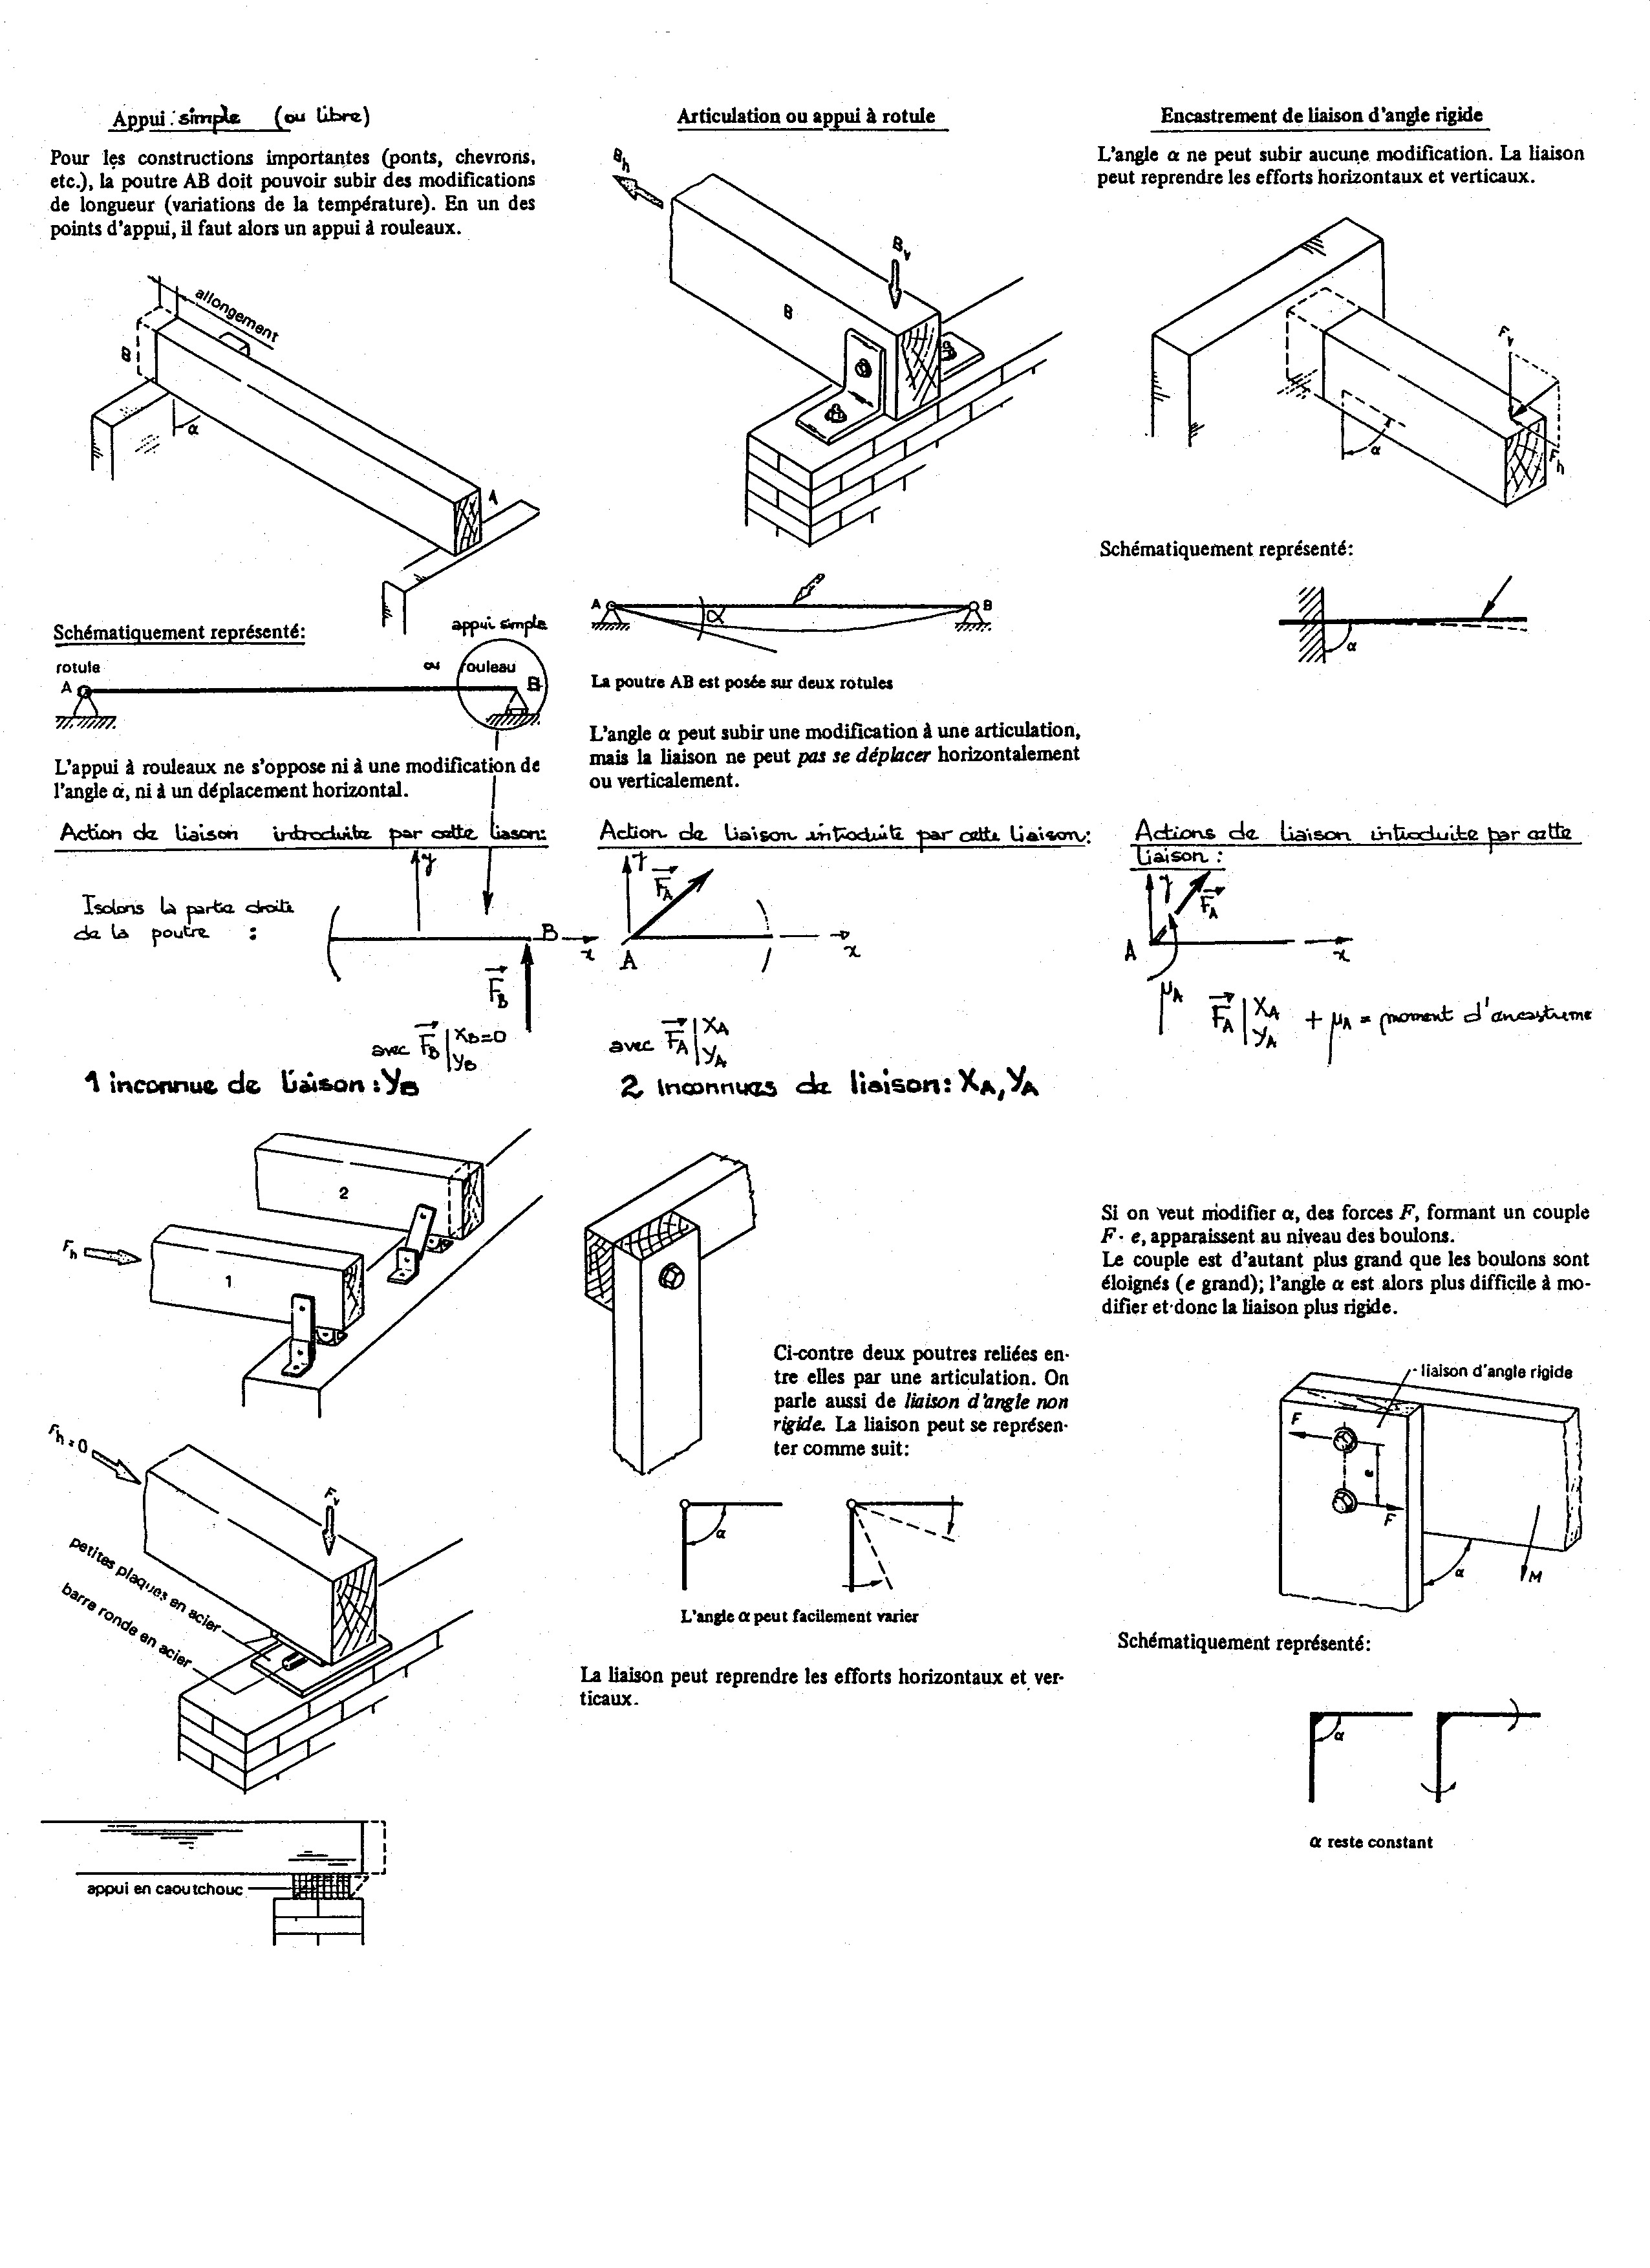 Appui simple (ou libre)
Pour les constructions importantes (ponts, chevrons,
etc.), la poutre AB doit pouvoir subir des modifications
de longueur (variations de la température). En un des
points d'appui, il faut alors un appui à rouleaux.
allongement
B
α
A
Schématiquement représenté:
appui simple
rotule
ou rouleau
A
B
L'appui à rouleaux ne s'oppose ni à une modification de
l'angle α, ni à un déplacement horizontal.
Action de liaison introduite par cette liason:
y
Isolons la partie droite
de la poutre :
B
x
F_B
avec F_B | X_B=0
Y_B
1 inconnue de liaison : Y_B
2
F_h
1
F_h = 0
F_v
petites plaques en acier
barre ronde en acier
appui en caoutchouc
Articulation ou appui à rotule
B_h
B_v
B
A
α
B
La poutre AB est posée sur deux rotules
L'angle α peut subir une modification à une articulation,
mais la liaison ne peut pas se déplacer horizontalement
ou verticalement.
Action de liaison introduite par cette liaison:
y
F_A
A
x
avec F_A | X_A
Y_A
2 inconnues de liaison: X_A, Y_A
Ci-contre deux poutres reliées en-
tre elles par une articulation. On
parle aussi de liaison d'angle non
rigide. La liaison peut se représen-
ter comme suit:
α
L'angle α peut facilement varier
La liaison peut reprendre les efforts horizontaux et ver-
ticaux.
Encastrement de liaison d'angle rigide
L'angle α ne peut subir aucune modification. La liaison
peut reprendre les efforts horizontaux et verticaux.
F_v
α
F_h
Schématiquement représenté:
α
Actions de liaison introduite par cette
liaison :
y
F_A
A
x
μ_A
F_A | X_A
Y_A
+ μ_A = moment d'encastrement
Si on veut modifier α, des forces F, formant un couple
F · e, apparaissent au niveau des boulons.
Le couple est d'autant plus grand que les boulons sont
éloignés (e grand); l'angle α est alors plus difficile à mo-
difier et donc la liaison plus rigide.
liaison d'angle rigide
F
e
F
α
M
Schématiquement représenté:
α
α reste constant